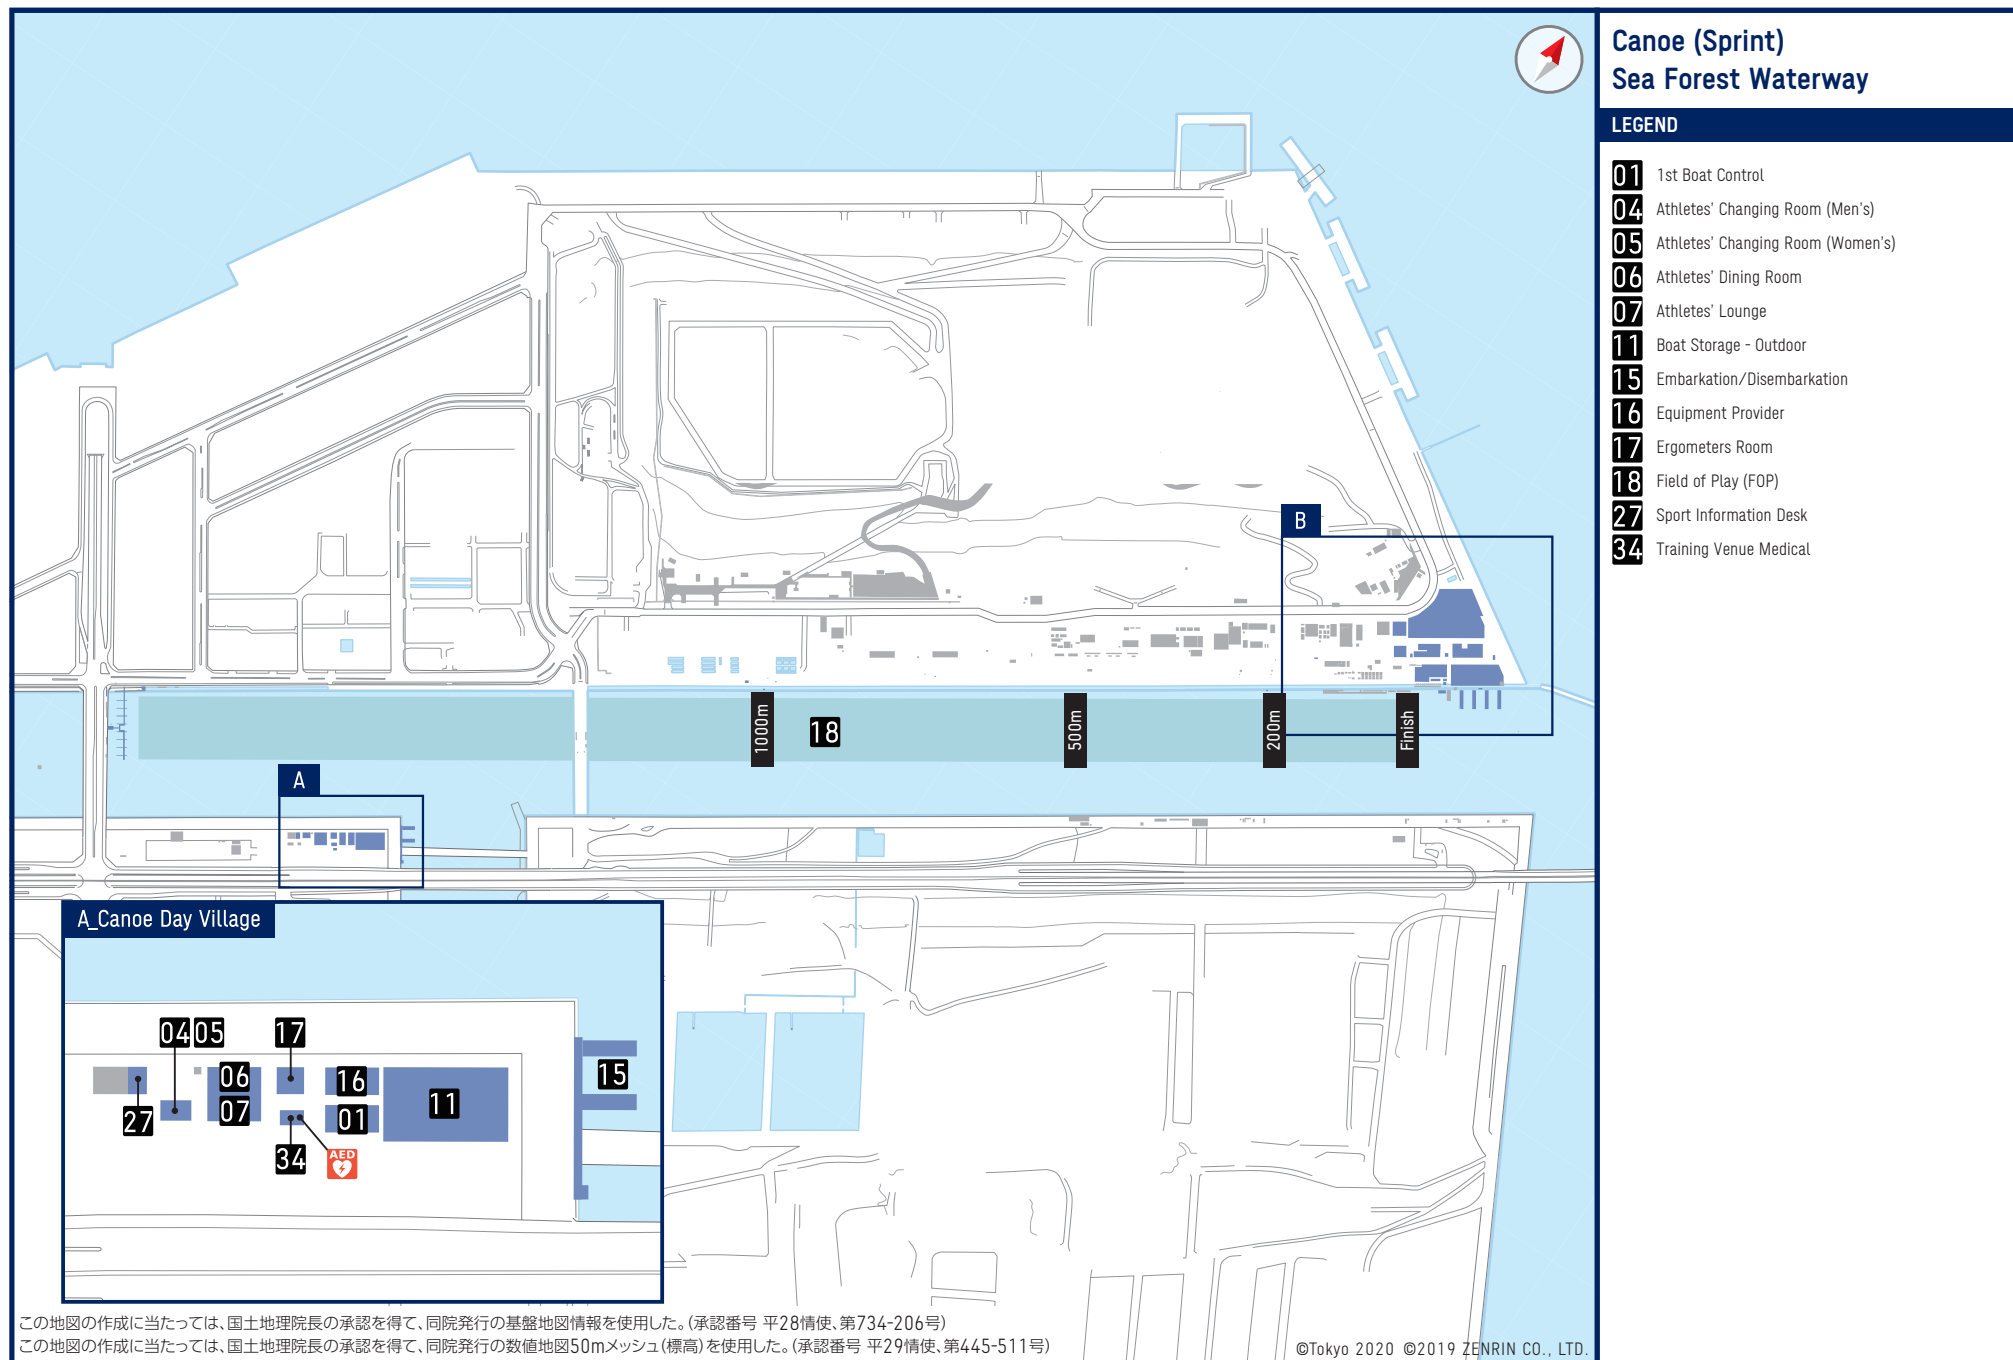 Canoe (Sprint)
Sea Forest Waterway
LEGEND
01 1st Boat Control
04 Athletes' Changing Room (Men's)
05 Athletes' Changing Room (Women's)
06 Athletes' Dining Room
07 Athletes' Lounge
11 Boat Storage - Outdoor
15 Embarkation/Disembarkation
16 Equipment Provider
17 Ergometers Room
18 Field of Play (FOP)
27 Sport Information Desk
34 Training Venue Medical
B
1000m
18
500m
200m
Finish
A
A_Canoe Day Village
04 05
17
06
16
15
07
01
11
27
34
AED
この地図の作成に当たっては、国土地理院長の承認を得て、同院発行の基盤地図情報を使用した。(承認番号 平28情使、第734-206号)
この地図の作成に当たっては、国土地理院長の承認を得て、同院発行の数値地図50mメッシュ(標高)を使用した。(承認番号 平29情使、第445-511号)
©Tokyo 2020 ©2019 ZENRIN CO., LTD.